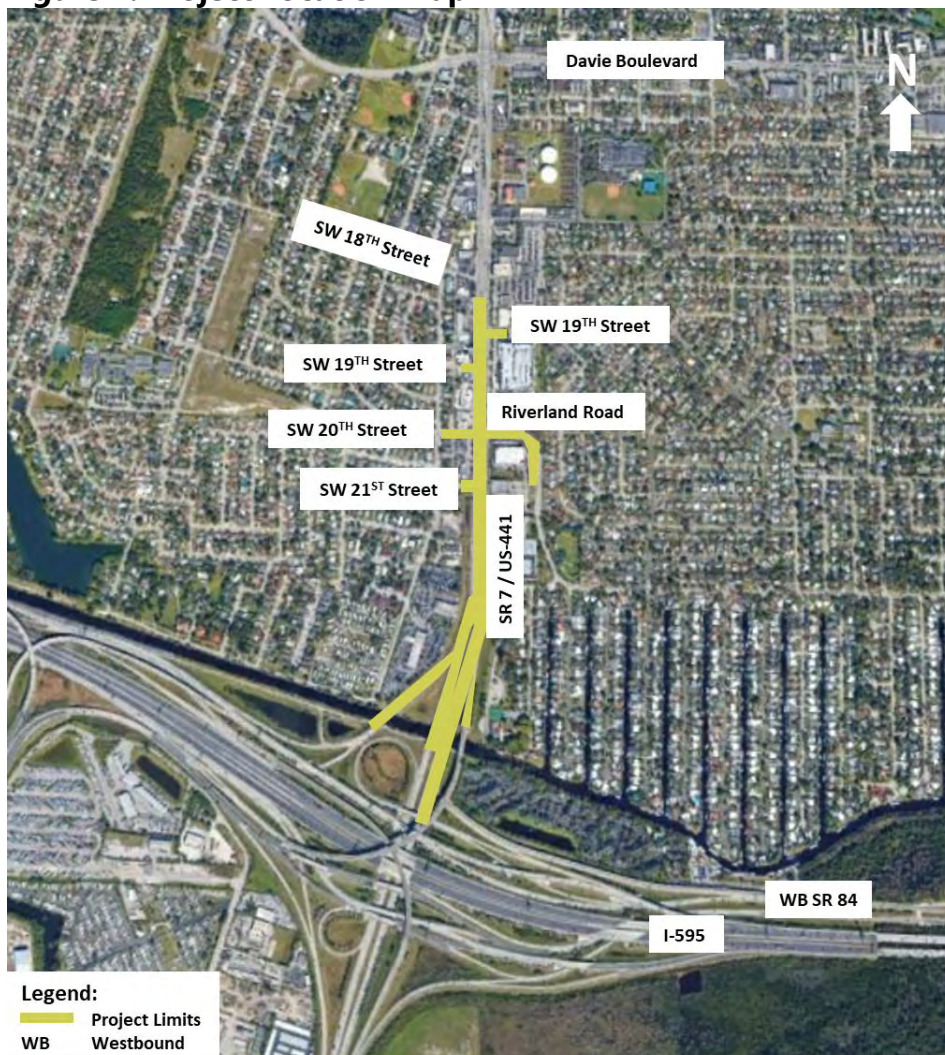 Davie Boulevard
N
SW 18TH Street
SW 19TH Street
SW 19TH Street
Riverland Road
SW 20TH Street
SW 21ST Street
SR 7 / US-441
WB SR 84
I-595
Legend:
Project Limits
WB Westbound